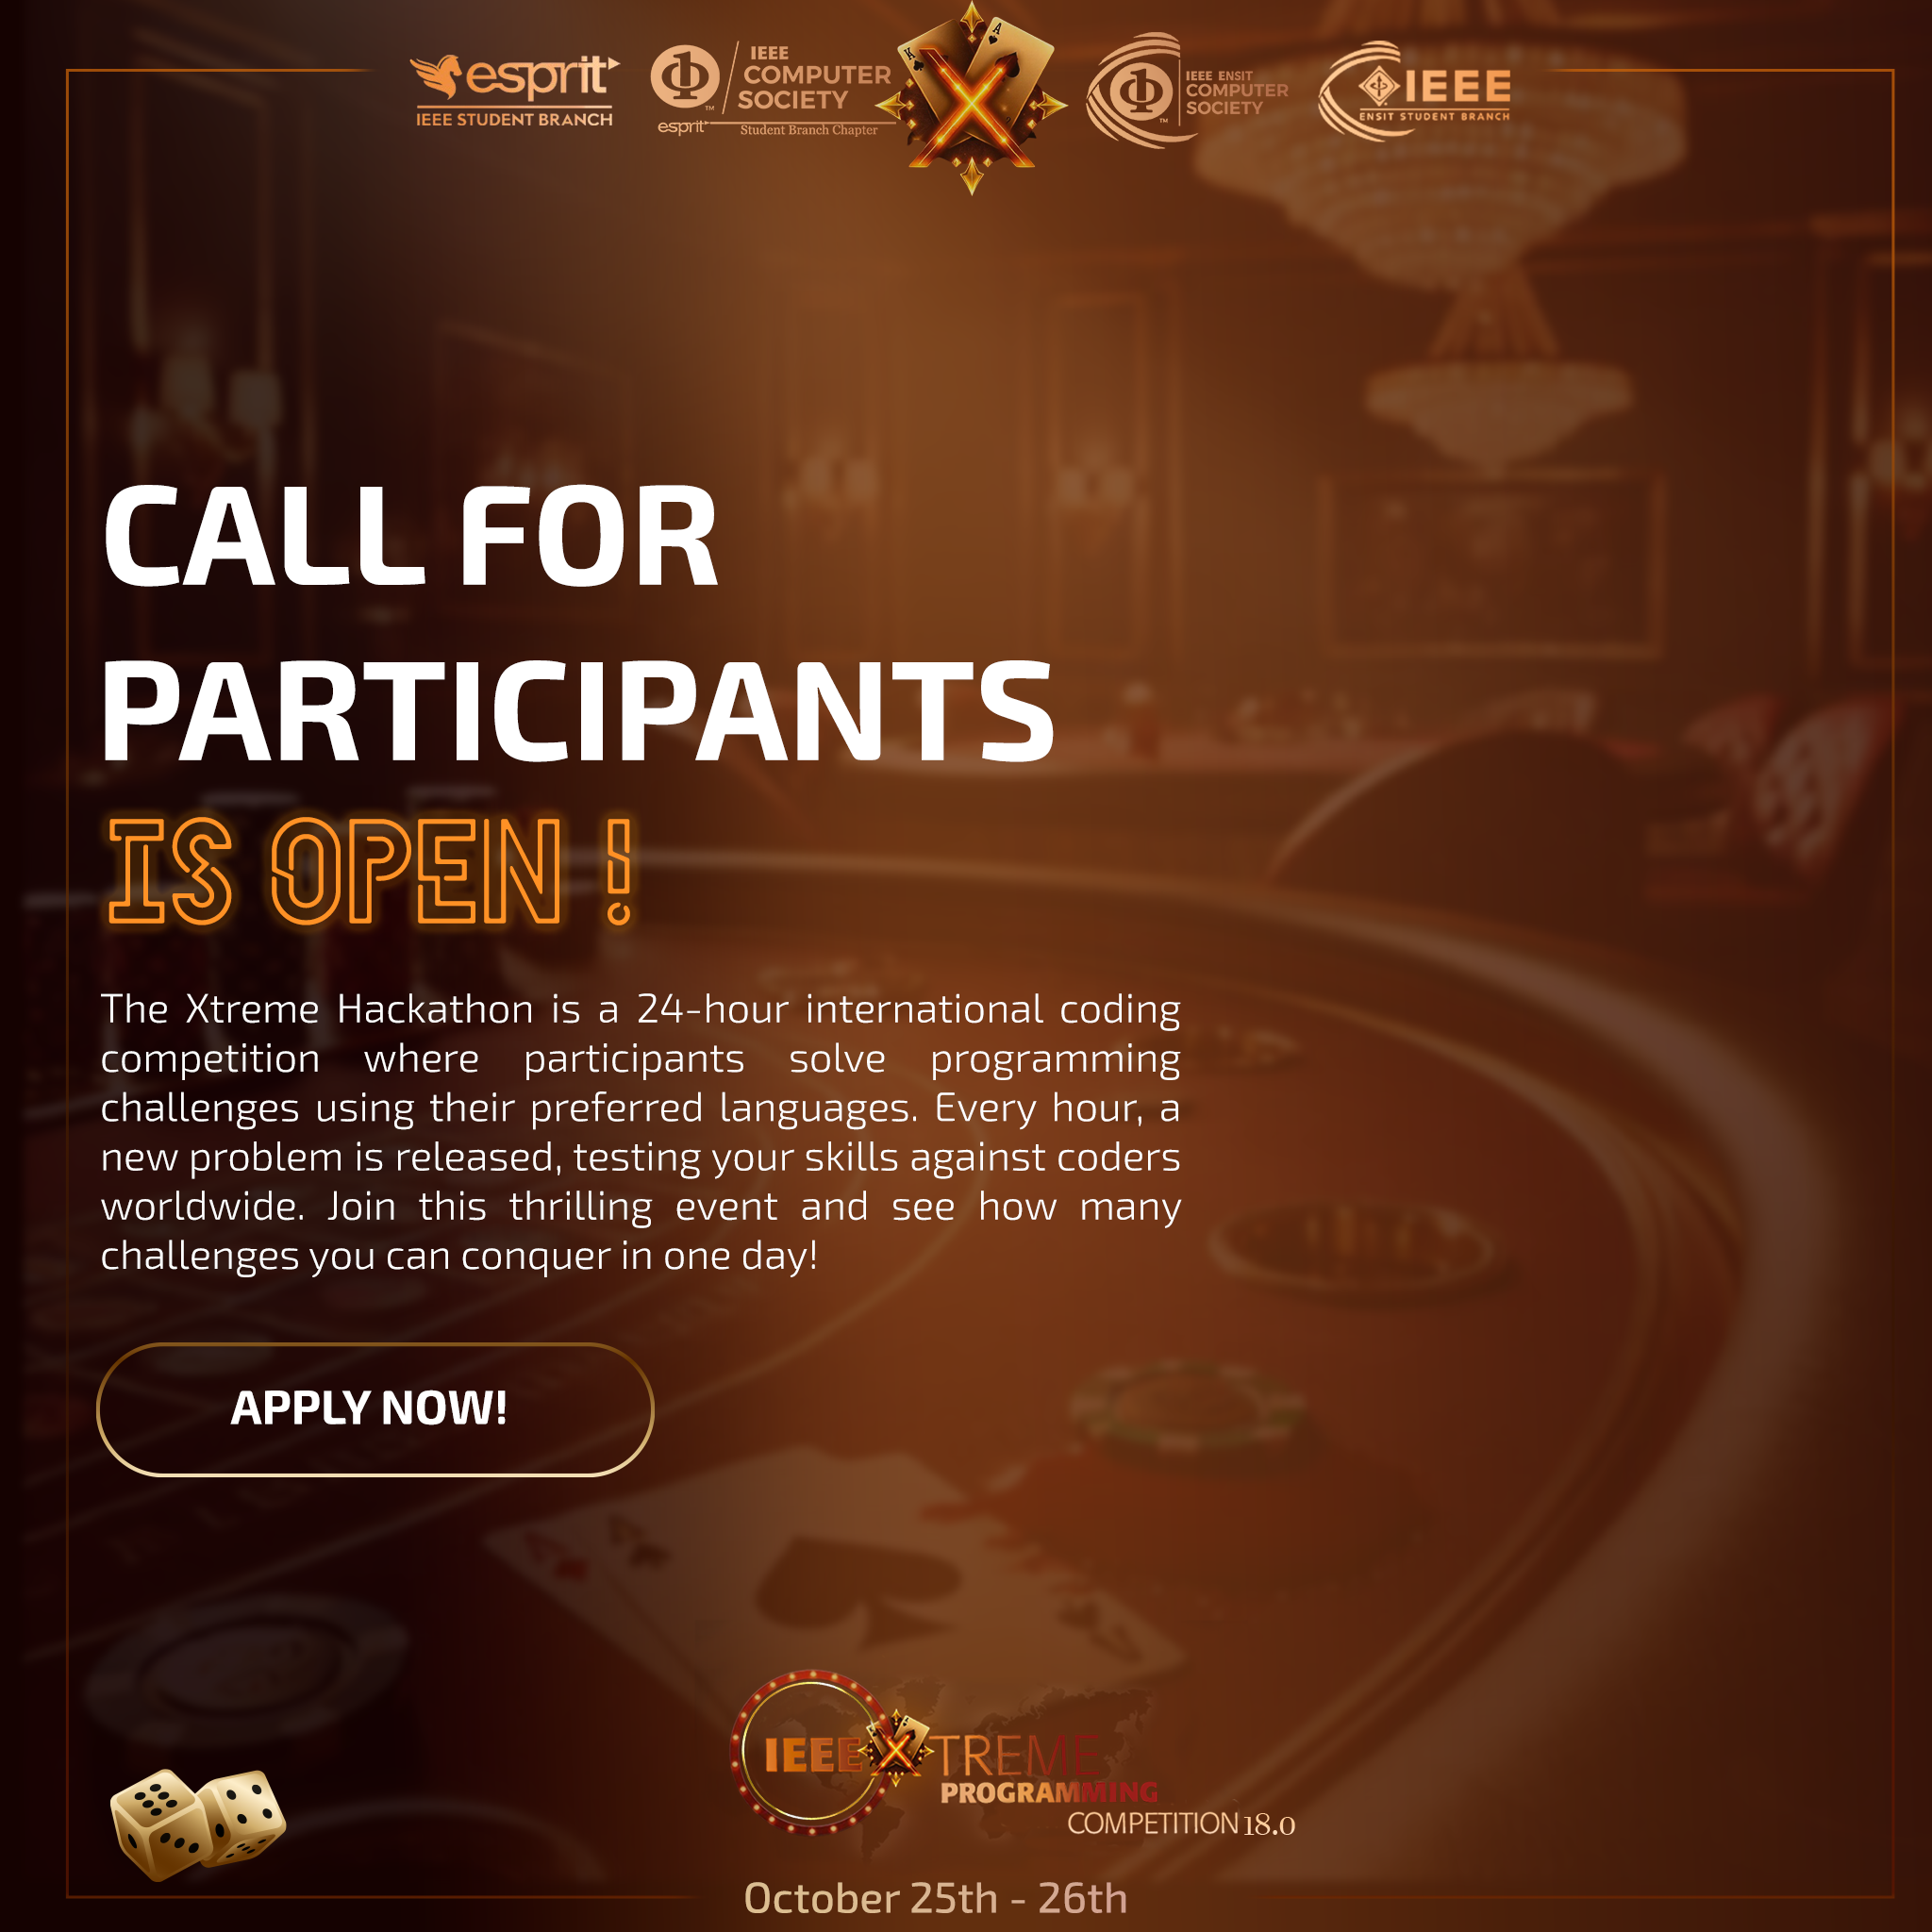 esprit
IEEE STUDENT BRANCH
IEEE
COMPUTER
SOCIETY
TM
esprit
Student Branch Chapter
K
A
X
IEEE ENSIT
COMPUTER
SOCIETY
TM
IEEE
ENSIT STUDENT BRANCH
CALL FOR
PARTICIPANTS
IS OPEN !
The Xtreme Hackathon is a 24-hour international coding
competition where participants solve programming
challenges using their preferred languages. Every hour, a
new problem is released, testing your skills against coders
worldwide. Join this thrilling event and see how many
challenges you can conquer in one day!
APPLY NOW!
IEEEXTREME
PROGRAMMING
COMPETITION 18.0
October 25th - 26th